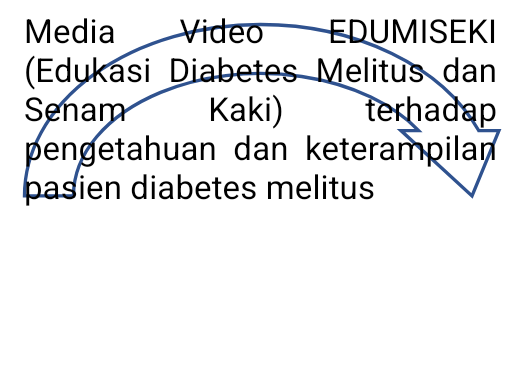 Media Video EDUMISEKI
(Edukasi Diabetes Melitus dan
Senam Kaki) terhadap
pengetahuan dan keterampilan
pasien diabetes melitus